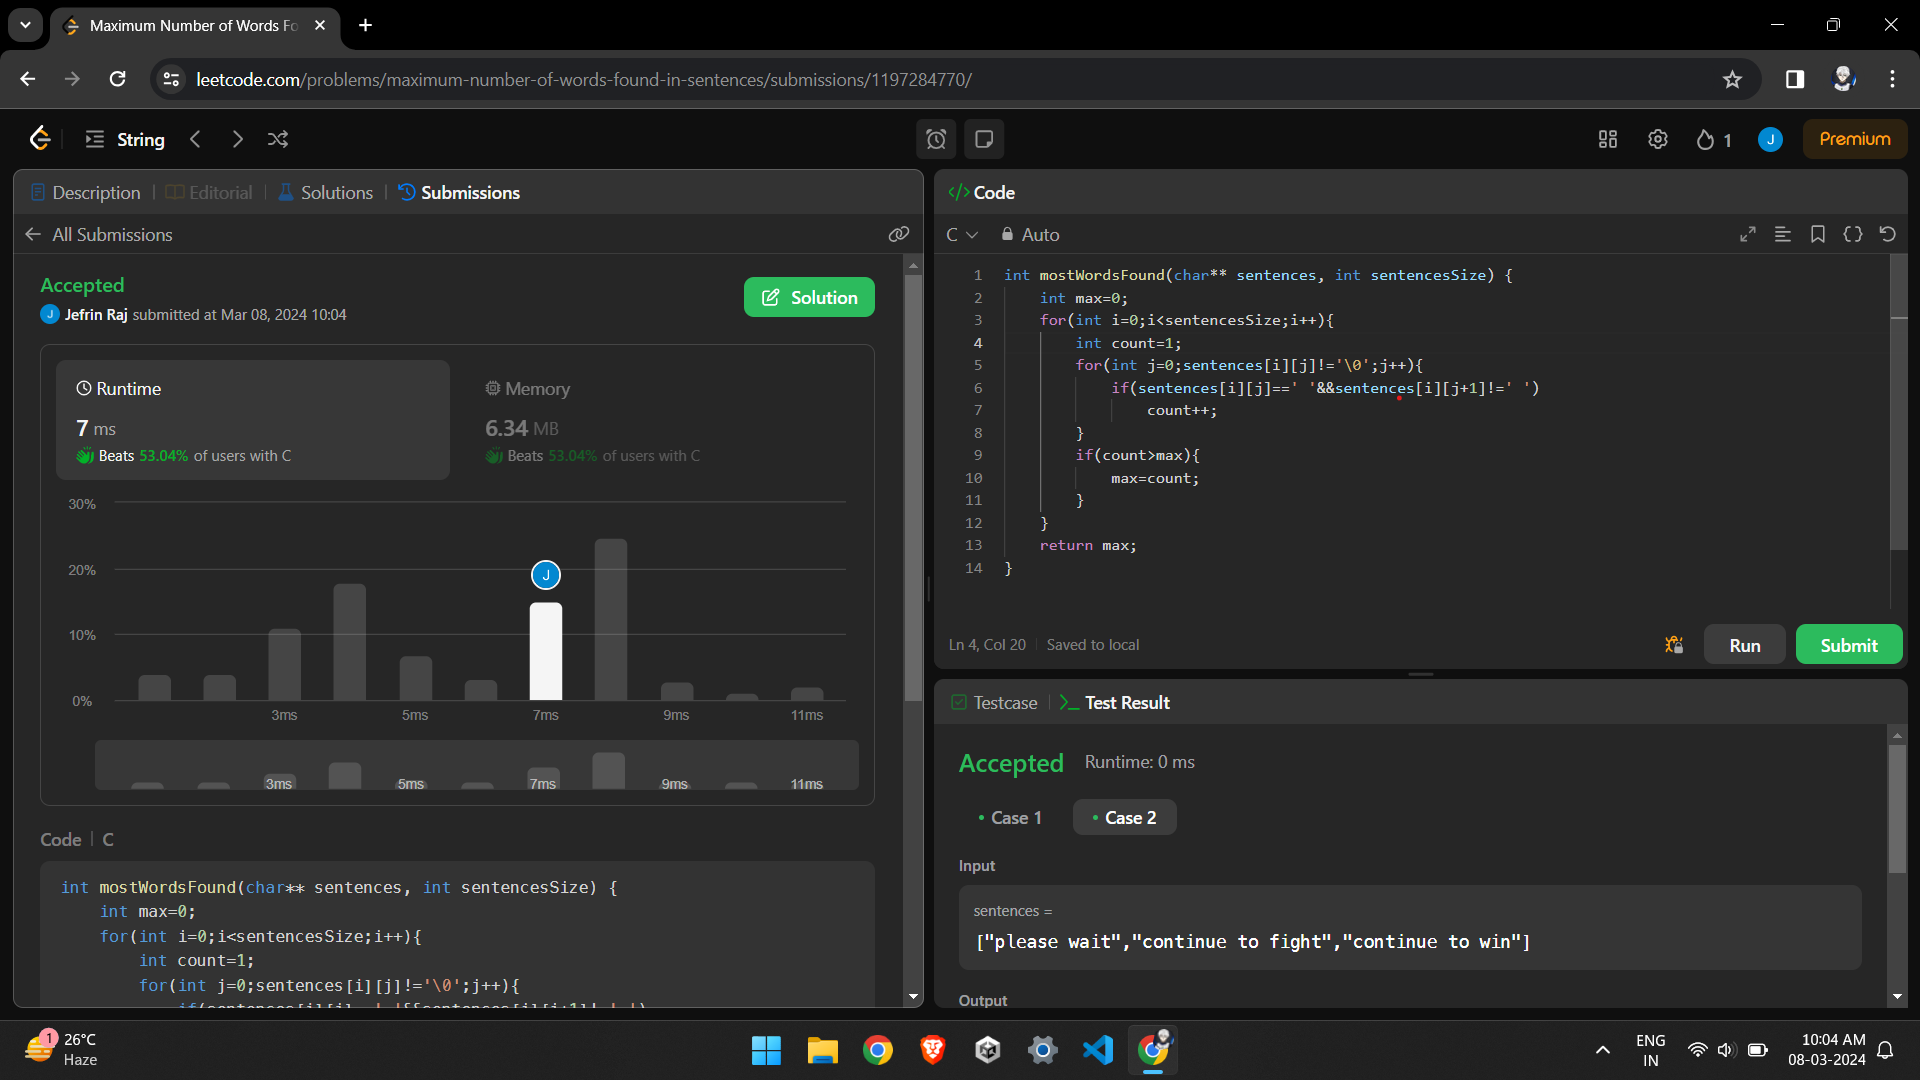 Maximum Number of Words Fo
leetcode.com/problems/maximum-number-of-words-found-in-sentences/submissions/1197284770/
String
1
J
Premium
Description
Editorial
Solutions
Submissions
All Submissions
Accepted
J Jefrin Raj submitted at Mar 08, 2024 10:04
Solution
Runtime
7 ms
Beats 53.04% of users with C
Memory
6.34 MB
Beats 53.04% of users with C
30%
20%
10%
0%
J
3ms 5ms 7ms 9ms 11ms
3ms 5ms 7ms 9ms 11ms
Code | C
int mostWordsFound(char** sentences, int sentencesSize) {
int max=0;
for(int i=0;i<sentencesSize;i++){
int count=1;
for(int j=0;sentences[i][j]!='\0';j++){
</> Code
C Auto
1 int mostWordsFound(char** sentences, int sentencesSize) {
2 int max=0;
3 for(int i=0;i<sentencesSize;i++){
4 int count=1;
5 for(int j=0;sentences[i][j]!='\0';j++){
6 if(sentences[i][j]==' '&&sentences[i][j+1]!=' ')
7 count++;
8 }
9 if(count>max){
10 max=count;
11 }
12 }
13 return max;
14 }
Ln 4, Col 20 Saved to local
Run
Submit
Testcase
Test Result
Accepted Runtime: 0 ms
• Case 1 • Case 2
Input
sentences =
["please wait","continue to fight","continue to win"]
Output
1
26°C
Haze
ENG
IN
10:04 AM
08-03-2024